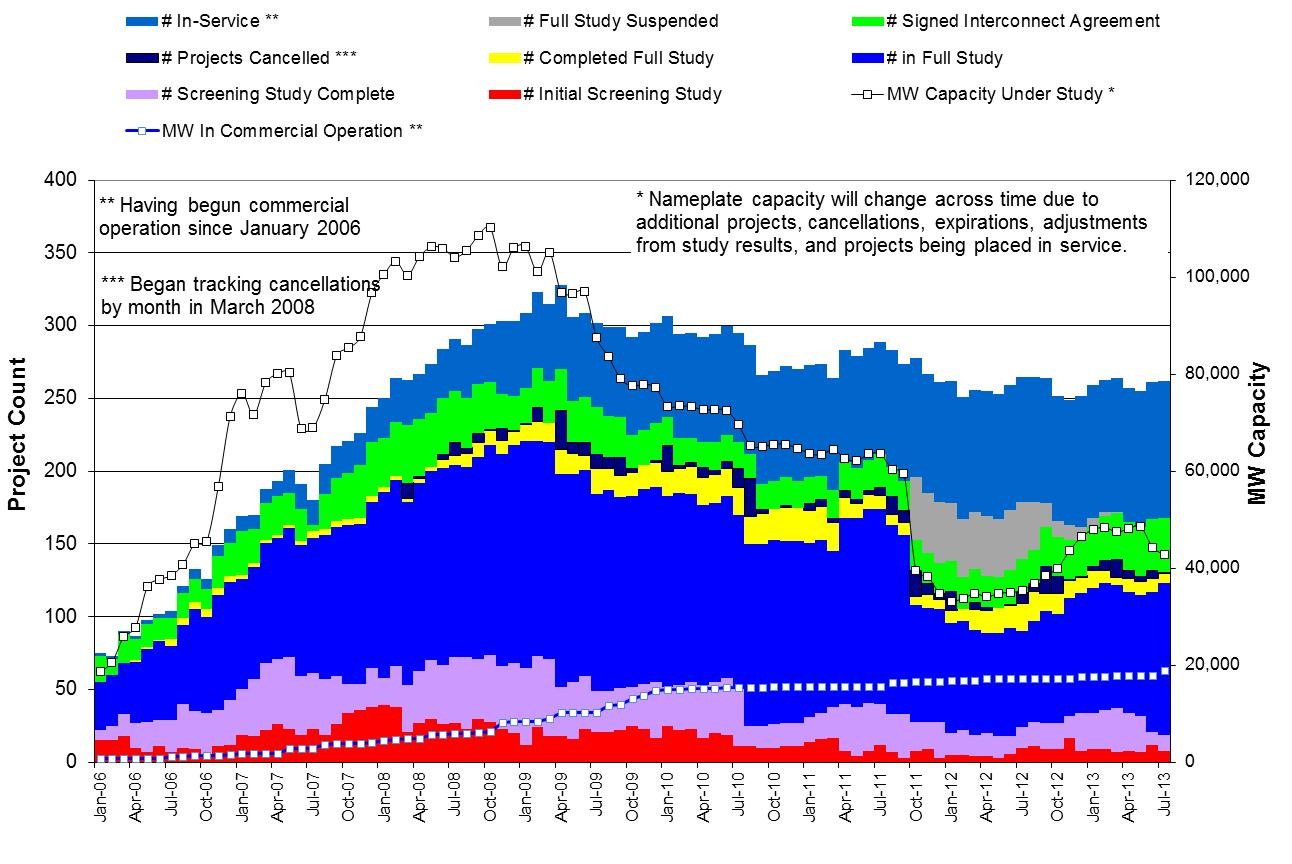 # In-Service **
# Full Study Suspended
# Signed Interconnect Agreement
# Projects Cancelled ***
# Completed Full Study
# in Full Study
# Screening Study Complete
# Initial Screening Study
MW Capacity Under Study *
MW In Commercial Operation **
** Having begun commercial
operation since January 2006
*** Began tracking cancellations
by month in March 2008
* Nameplate capacity will change across time due to
additional projects, cancellations, expirations, adjustments
from study results, and projects being placed in service.
Project Count
400
350
300
250
200
150
100
50
0
MW Capacity
120,000
100,000
80,000
60,000
40,000
20,000
0
Jan-06
Apr-06
Jul-06
Oct-06
Jan-07
Apr-07
Jul-07
Oct-07
Jan-08
Apr-08
Jul-08
Oct-08
Jan-09
Apr-09
Jul-09
Oct-09
Jan-10
Apr-10
Jul-10
Oct-10
Jan-11
Apr-11
Jul-11
Oct-11
Jan-12
Apr-12
Jul-12
Oct-12
Jan-13
Apr-13
Jul-13